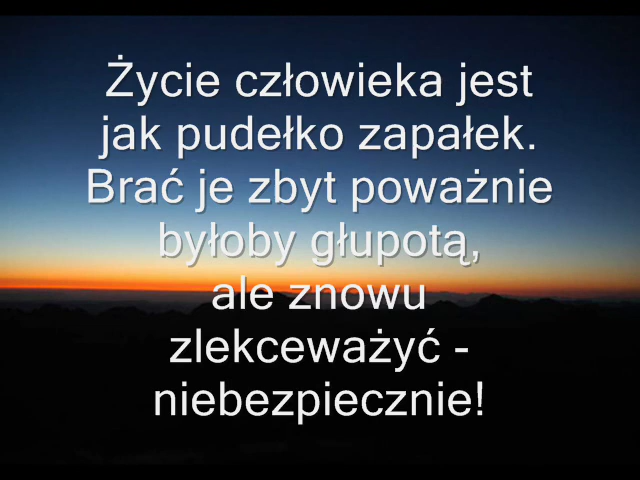 Życie człowieka jest
jak pudełko zapałek.
Brać je zbyt poważnie
byłoby głupotą,
ale znowu
zlekceważyć -
niebezpiecznie!